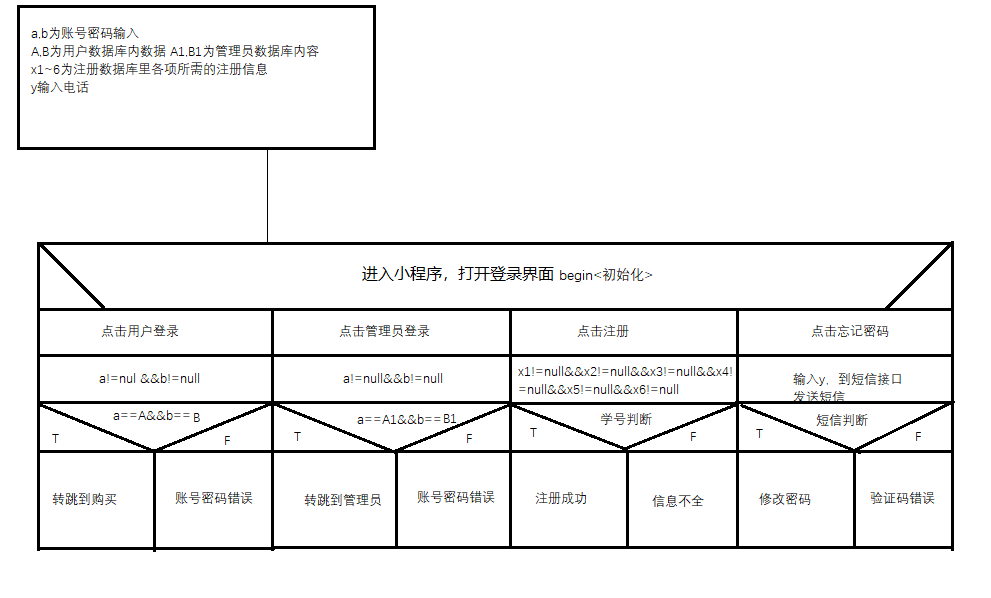 a,b为账号密码输入
A,B为用户数据库内数据 A1,B1为管理员数据库内容
x1~6为注册数据库里各项所需的注册信息
y输入电话
进入小程序，打开登录界面 begin<初始化>
点击用户登录
点击管理员登录
点击注册
点击忘记密码
a!=nul &&b!=null
a!=null&&b!=null
x1!=null&&x2!=null&&x3!=null&&x4!
=null&&x5!=null&&x6!=null
输入y，到短信接口
发送短信
a==A&&b== B
T
F
a==A1&&b== B1
T
F
学号判断
T
F
短信判断
T
F
转跳到购买
账号密码错误
转跳到管理员
账号密码错误
注册成功
信息不全
修改密码
验证码错误